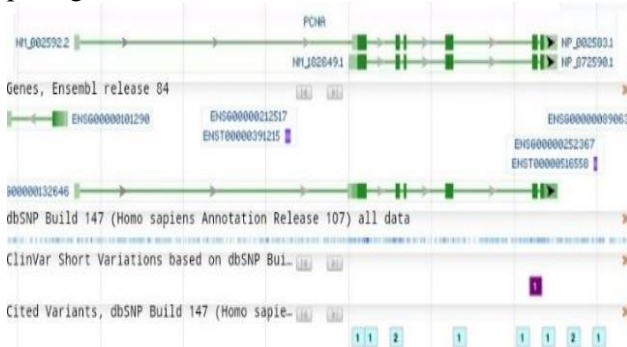 PCNA
NM_002592.2
NP_002583.1
NM_182649.1
NP_872590.1
Genes, Ensembl release 84
ENSG00000101290
ENSG00000212517
ENST00000391215
ENSG000000089063
ENSG00000252367
ENST00000516558
G00000132646
dbSNP Build 147 (Homo sapiens Annotation Release 107) all data
ClinVar Short Variations based on dbSNP Bui…
1
Cited Variants, dbSNP Build 147 (Homo sapie…
1 1 2 1 1 1 2 1